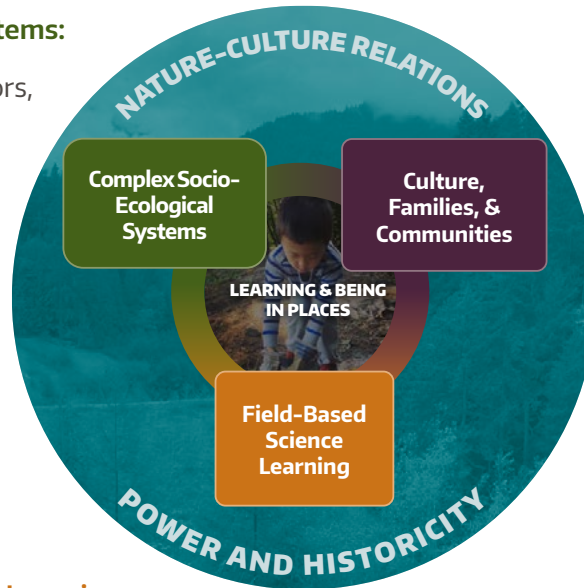 tems:
ors,
NATURE-CULTURE RELATIONS
Complex Socio-
Ecological
Systems
Culture,
Families, &
Communities
LEARNING & BEING
IN PLACES
Field-Based
Science
Learning
POWER AND HISTORICITY